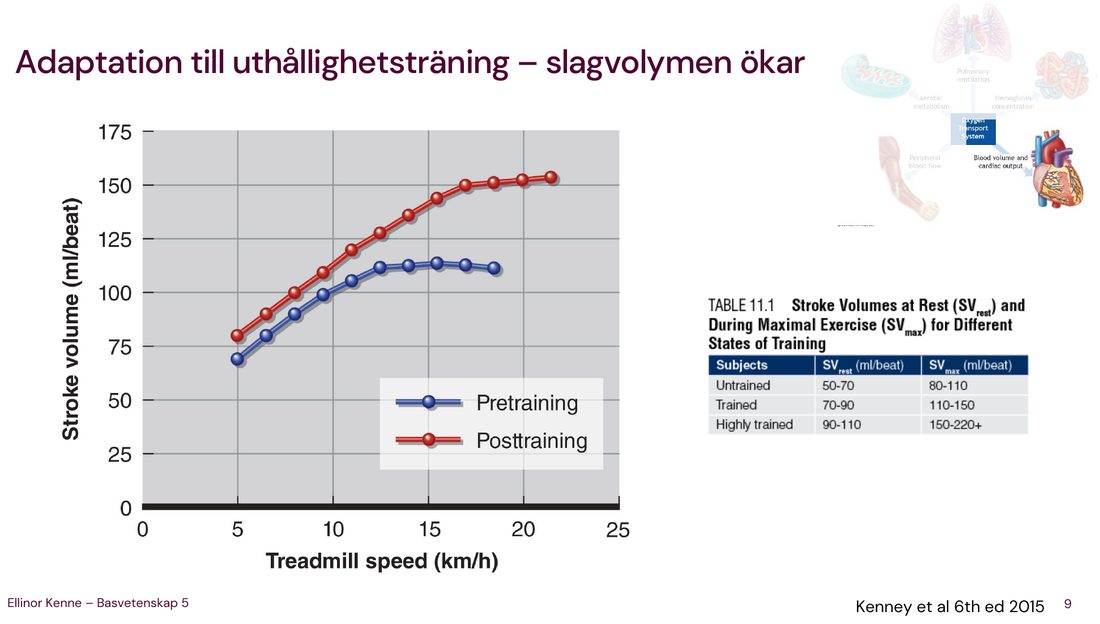 Adaptation till uthållighetsträning – slagvolymen ökar
Pulmonary
ventilation
Aerobic
metabolism
Hemoglobin
concentration
Oxygen
Transport
System
Peripheral
blood flow
Blood volume and
cardiac output
175
150
125
100
75
50
25
0
Stroke volume (ml/beat)
Pretraining
Posttraining
0 5 10 15 20 25
Treadmill speed (km/h)
TABLE 11.1 Stroke Volumes at Rest (SVrest) and
During Maximal Exercise (SVmax) for Different
States of Training
Subjects SVrest (ml/beat) SVmax (ml/beat)
Untrained 50-70 80-110
Trained 70-90 110-150
Highly trained 90-110 150-220+
Ellinor Kenne – Basvetenskap 5
Kenney et al 6th ed 2015 9